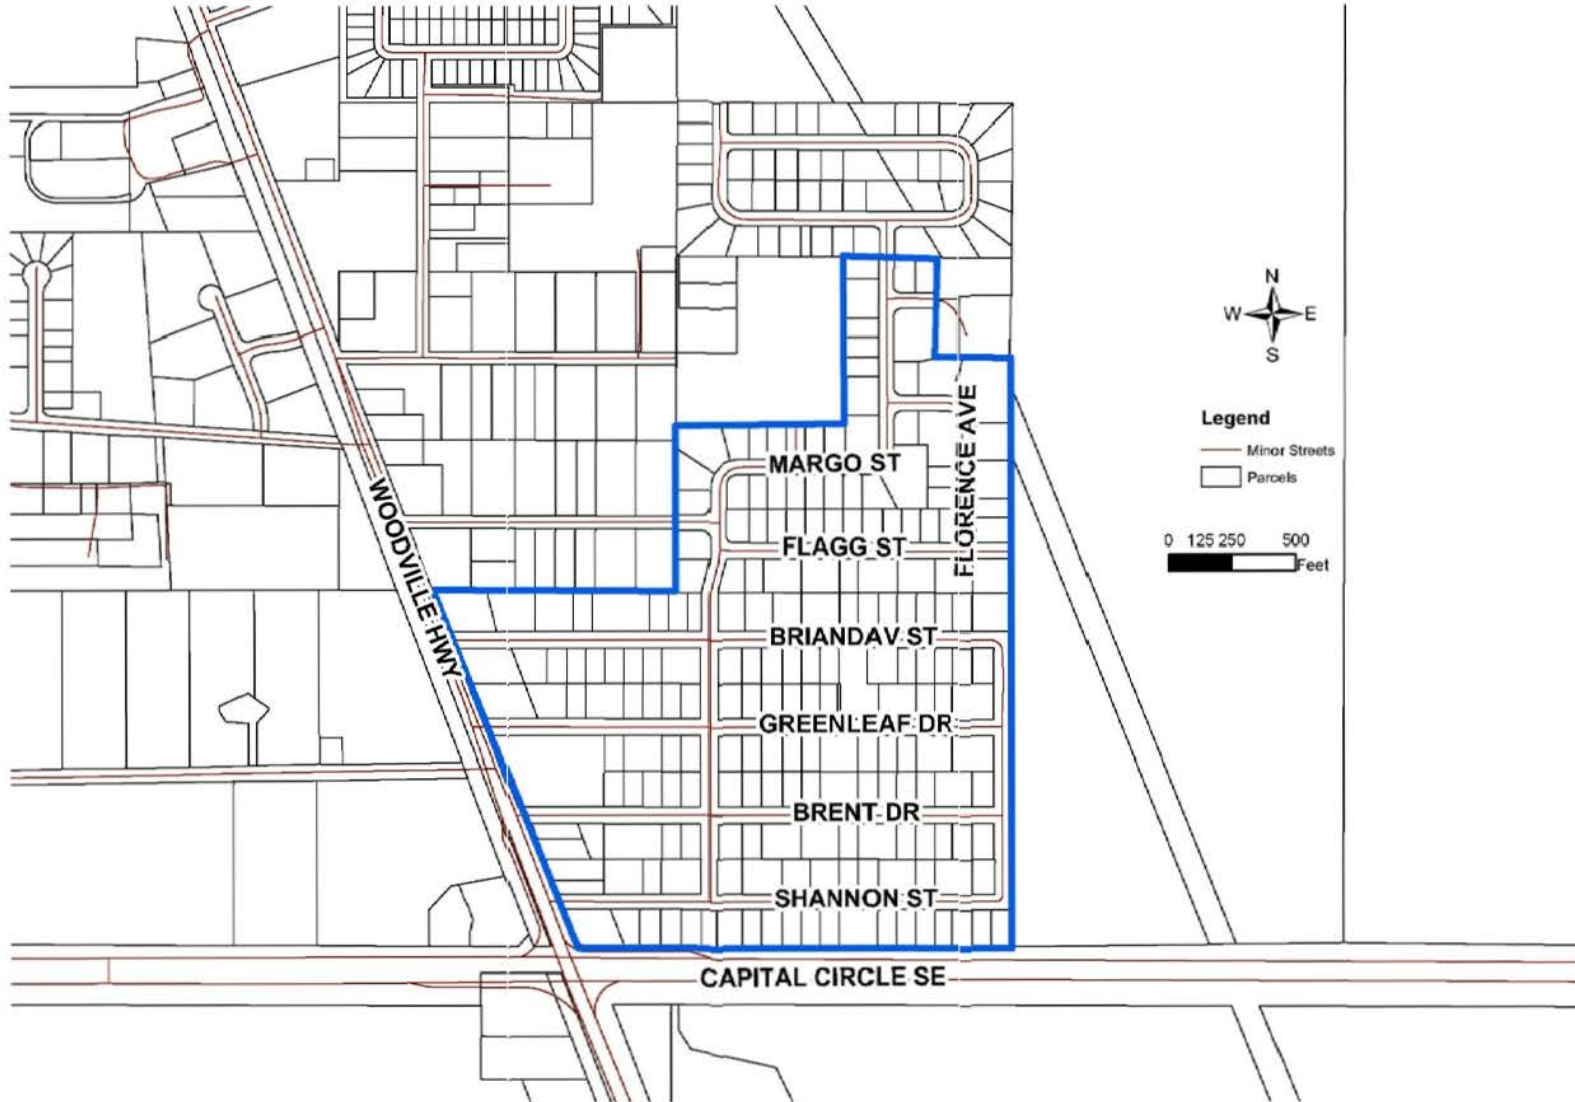 N
W E
S
Legend
Minor Streets
Parcels
0 125 250 500
Feet
FLORENCE AVE
MARGO ST
WOODVILLE HWY
FLAGG ST
BRIANDAV ST
GREENLEAF DR
BRENT DR
SHANNON ST
CAPITAL CIRCLE SE